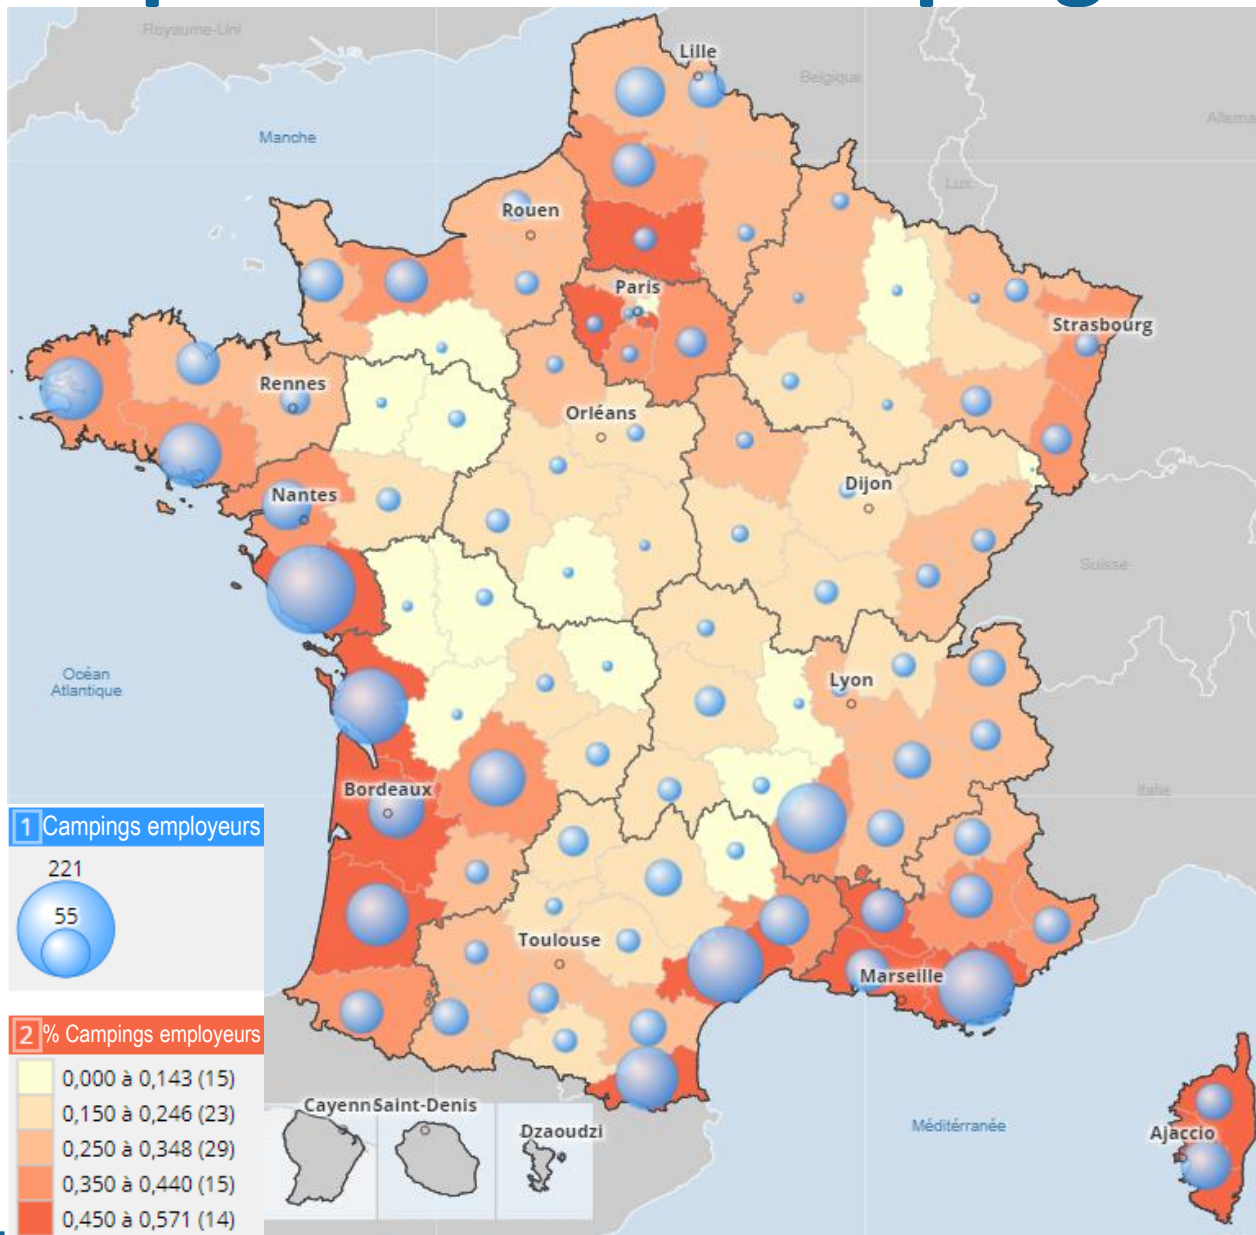 Royaume-Uni
Lille
Belgique
Manche
Lux.
Rouen
Paris
Strasbourg
Rennes
Orléans
Nantes
Dijon
Suisse
Océan
Atlantique
Lyon
Italie
Bordeaux
1 Campings employeurs
221
55
Toulouse
Marseille
2 % Campings employeurs
0,000 à 0,143 (15)
0,150 à 0,246 (23)
0,250 à 0,348 (29)
0,350 à 0,440 (15)
0,450 à 0,571 (14)
Cayenn
Saint-Denis
Dzaoudzi
Méditérranée
Ajaccio